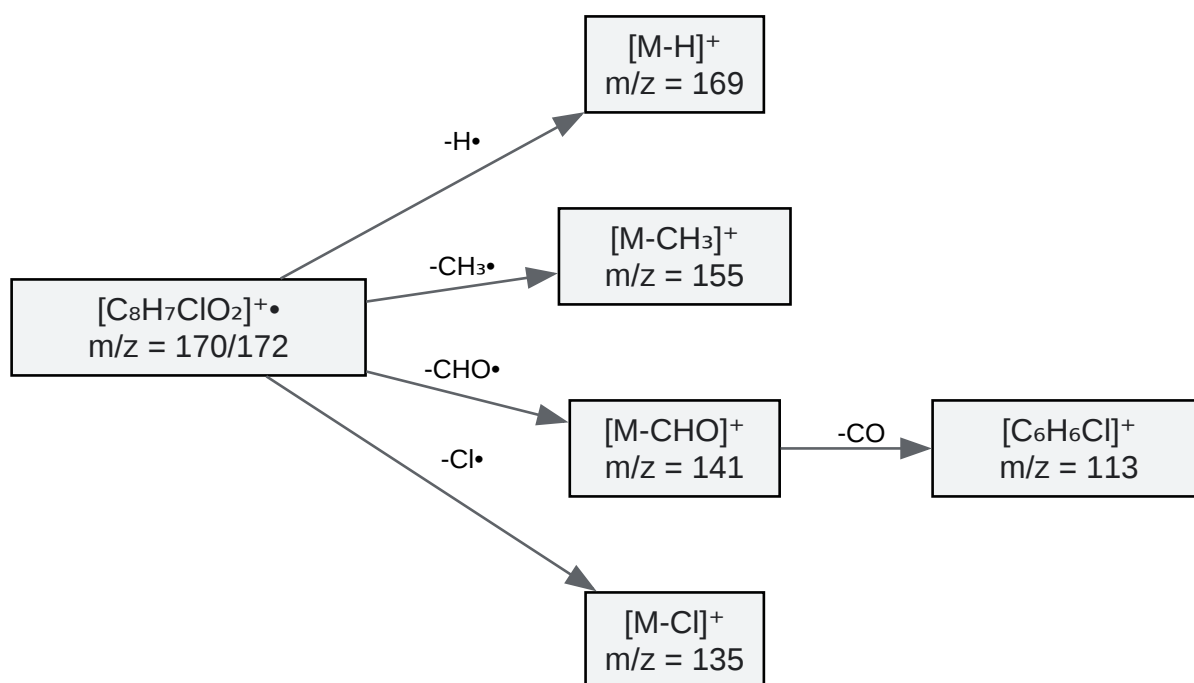 [M-H]⁺
m/z = 169
-H•
[M-CH₃]⁺
m/z = 155
-CH₃•
[C₈H₇ClO₂]⁺•
m/z = 170/172
-CHO•
[M-CHO]⁺
m/z = 141
-CO
[C₆H₆Cl]⁺
m/z = 113
-Cl•
[M-Cl]⁺
m/z = 135